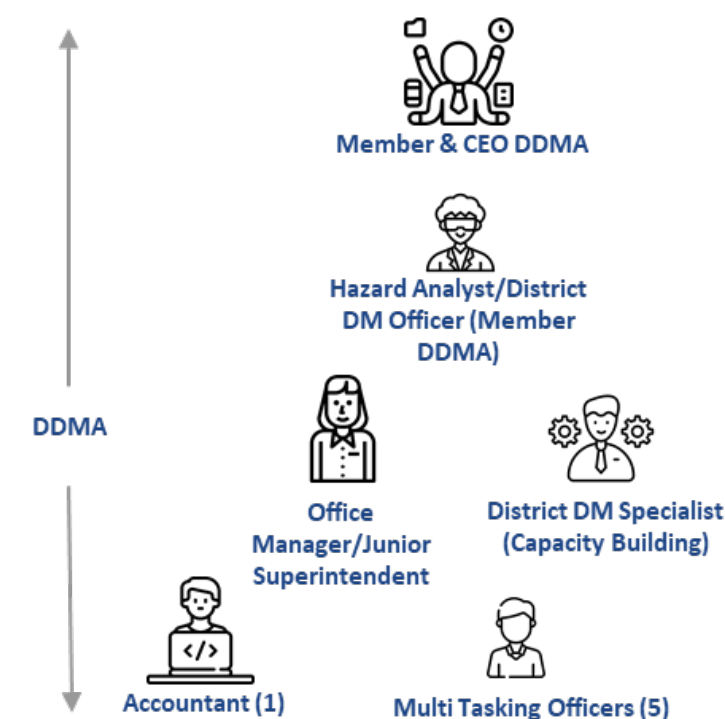 Member & CEO DDMA
Hazard Analyst/District
DM Officer (Member
DDMA)
DDMA
Office
Manager/Junior
Superintendent
District DM Specialist
(Capacity Building)
</>
Accountant (1)
Multi Tasking Officers (5)